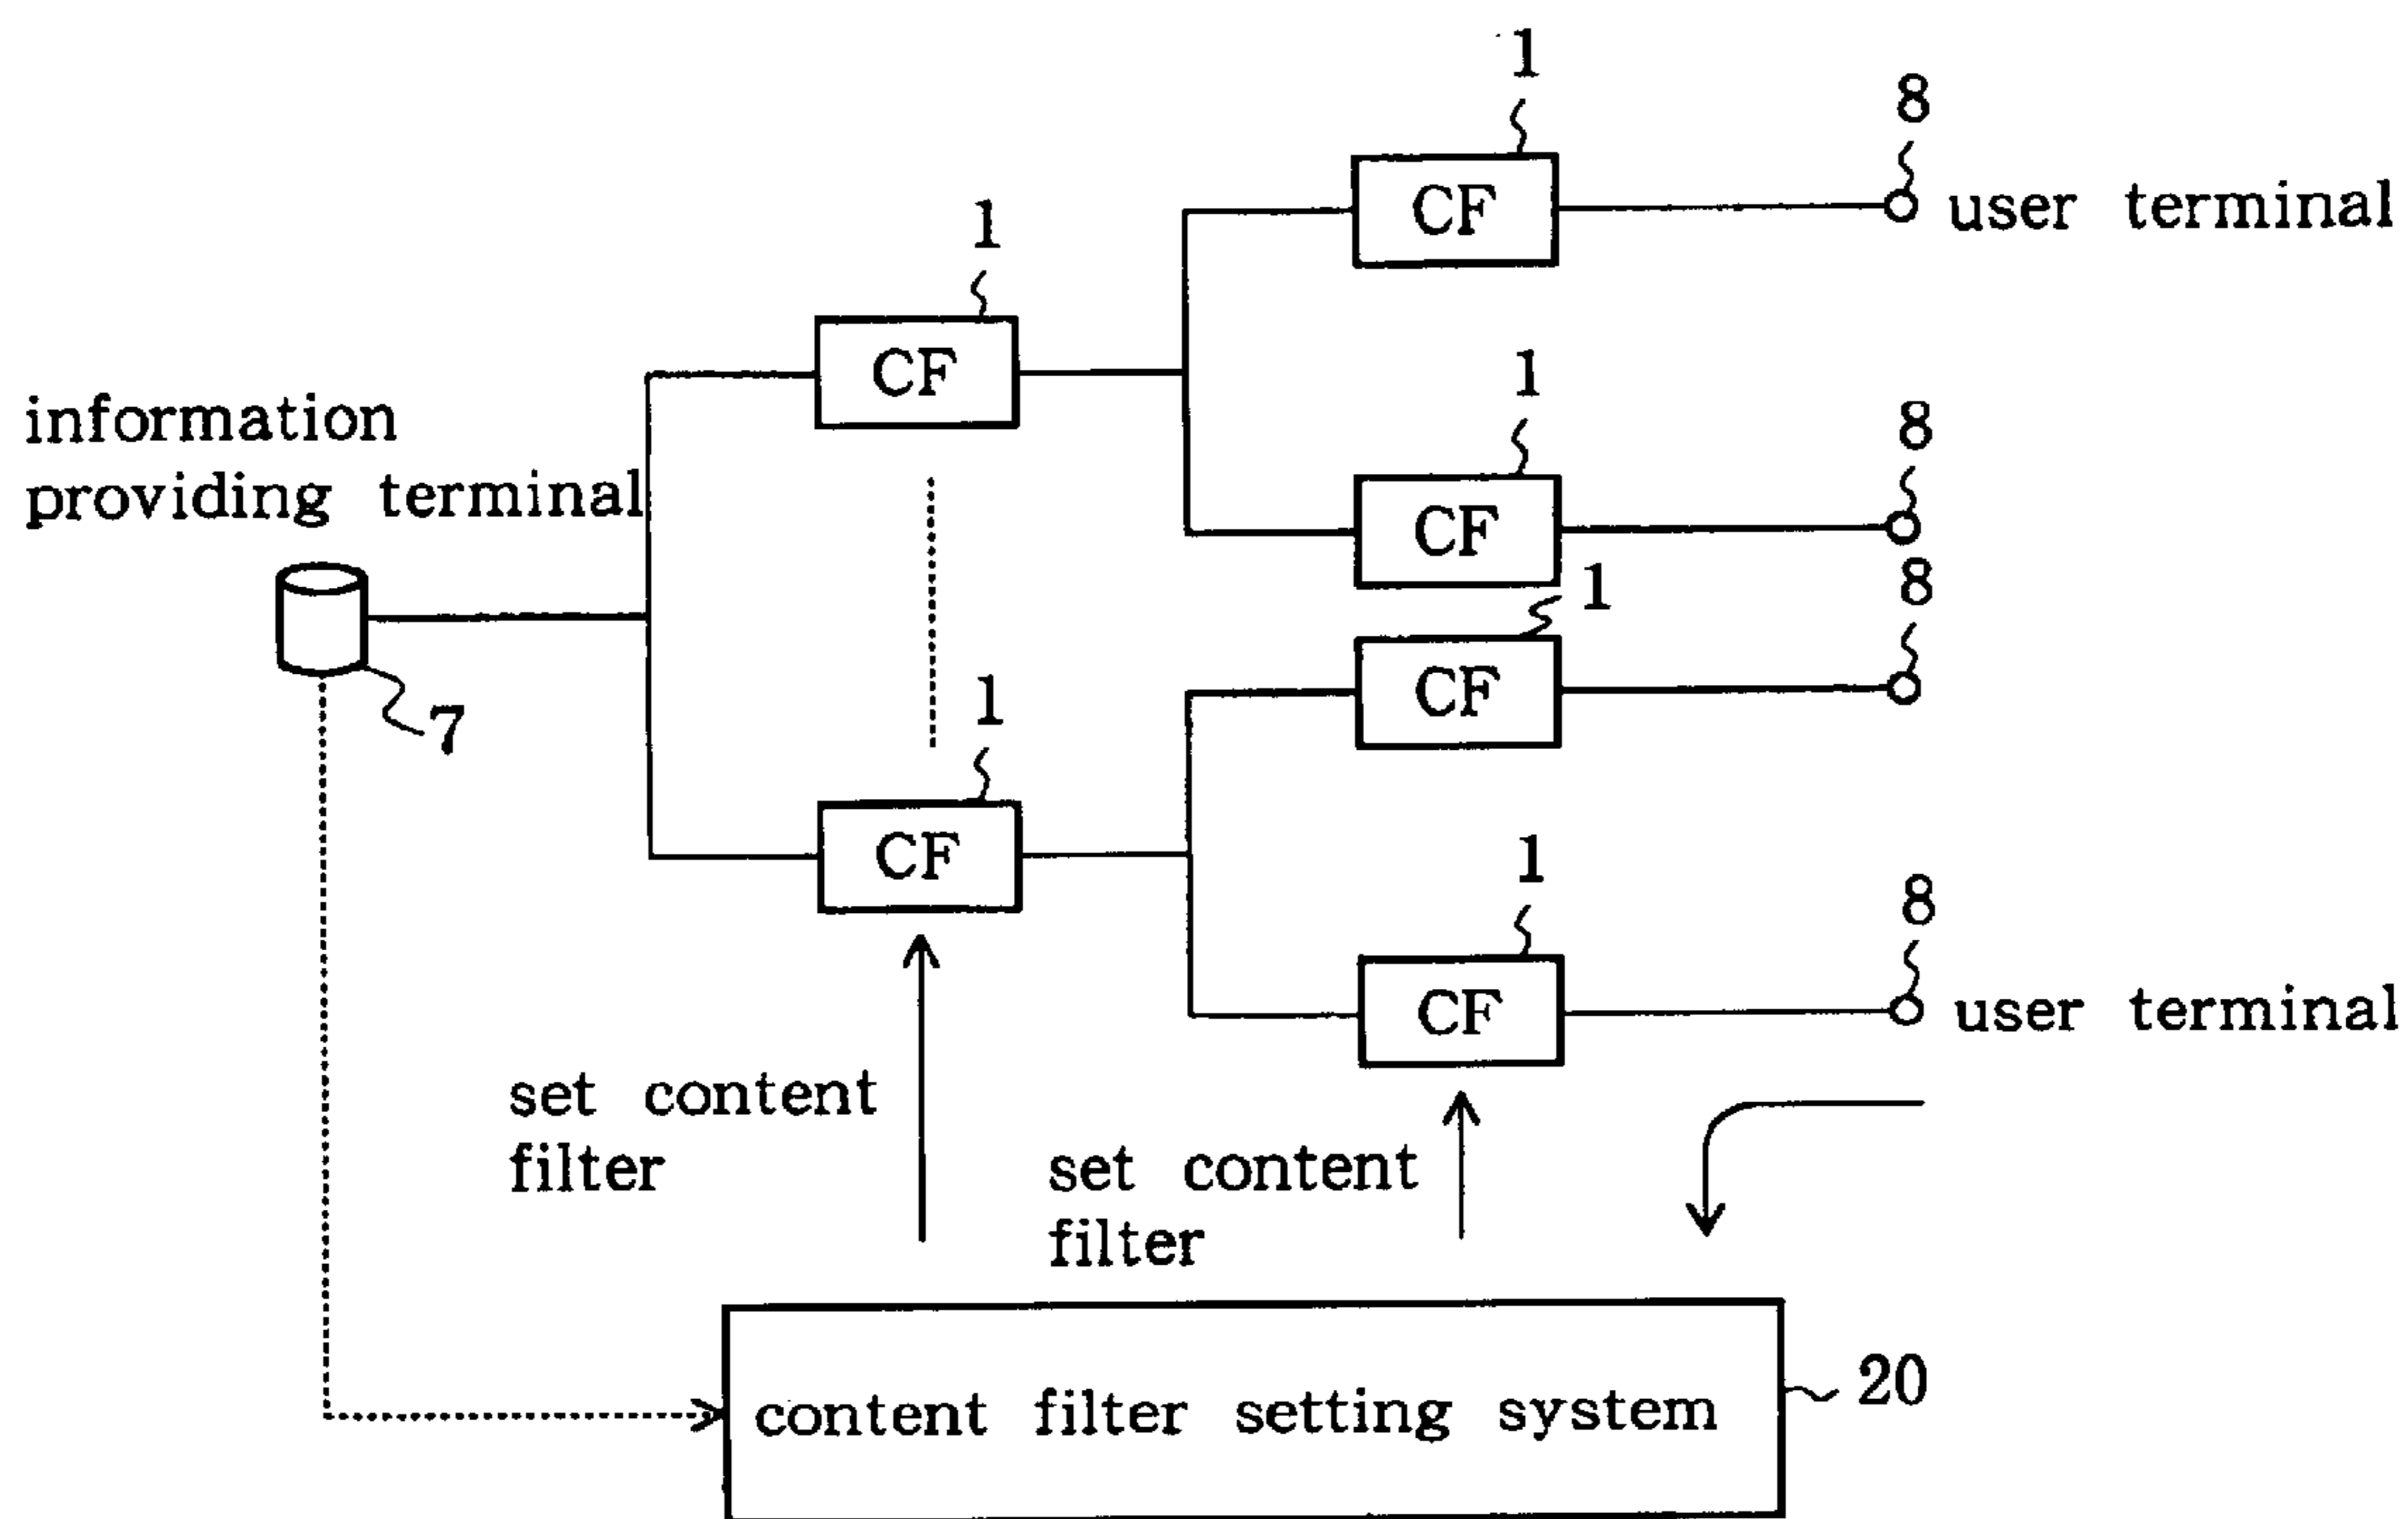 1
8
1
CF
user terminal
CF
1
8
information
providing terminal
CF
1
8
CF
7
1
CF
1
8
CF
user terminal
set content
filter
set content
filter
20
content filter setting system